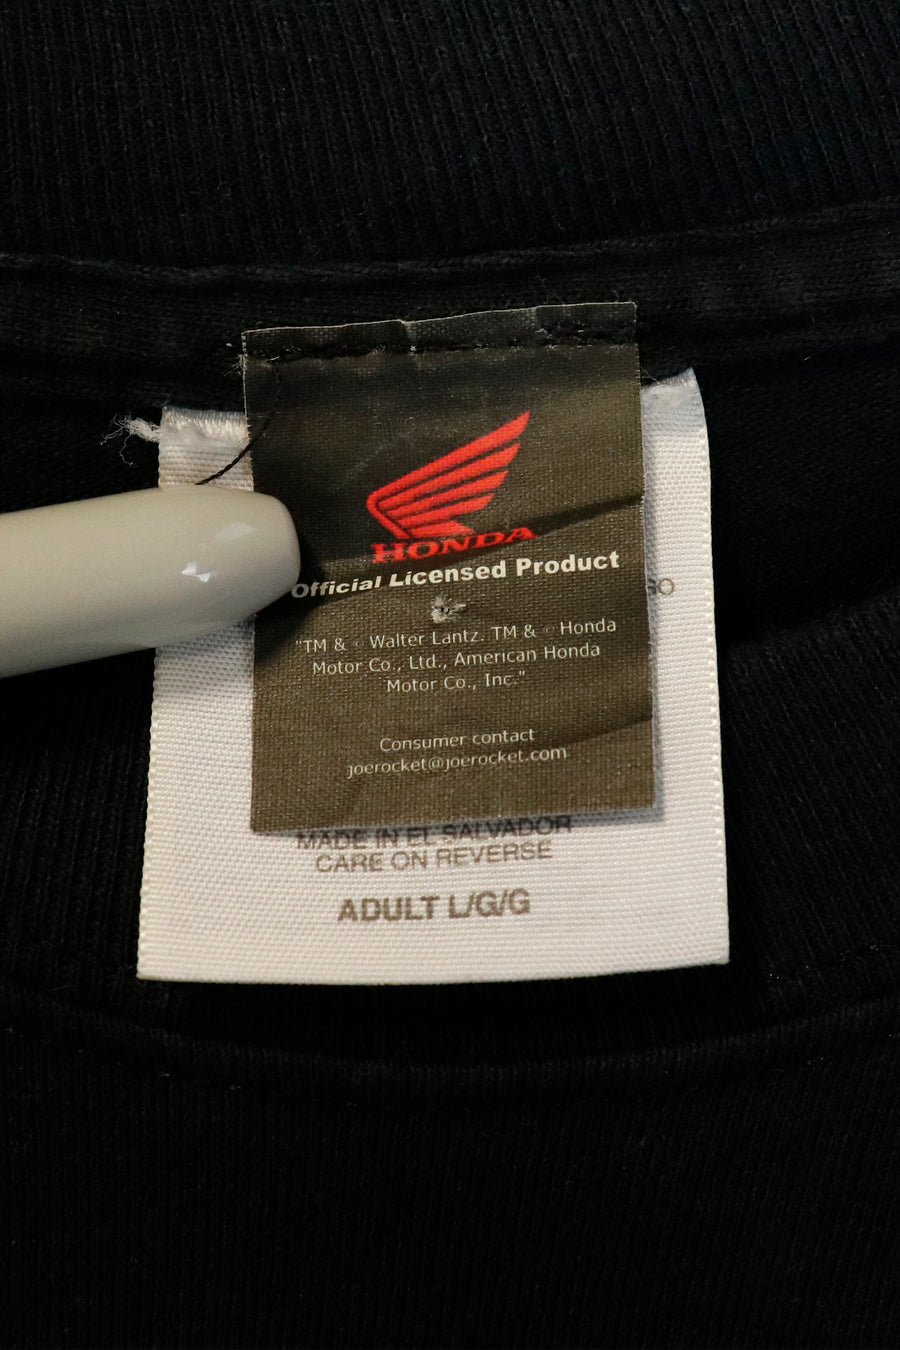 HONDA
Official Licensed Product
"TM & © Walter Lantz. TM & © Honda
Motor Co., Ltd., American Honda
Motor Co., Inc."
Consumer contact
joerocket@joerocket.com
MADE IN EL SALVADOR
CARE ON REVERSE
ADULT L/G/G